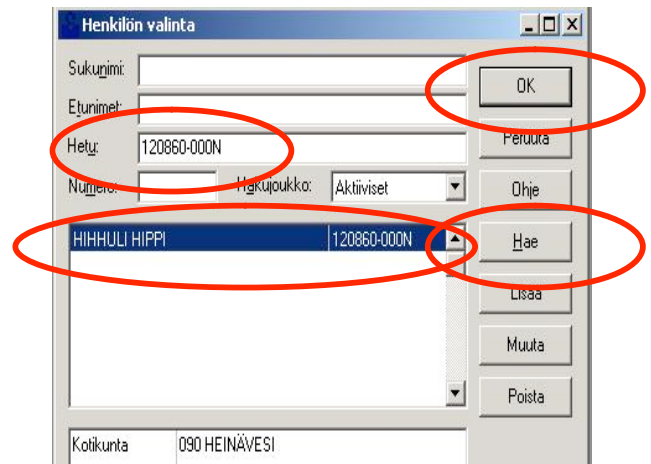 Henkilön valinta
Sukunimi:
OK
Etunimet:
Hetu: 120860-000N
Peruuta
Numero: Hakujoukko: Aktiiviset
Ohje
HIHHULI HIPPI 120860-000N
Hae
Lisää
Muuta
Poista
Kotikunta 090 HEINÄVESI